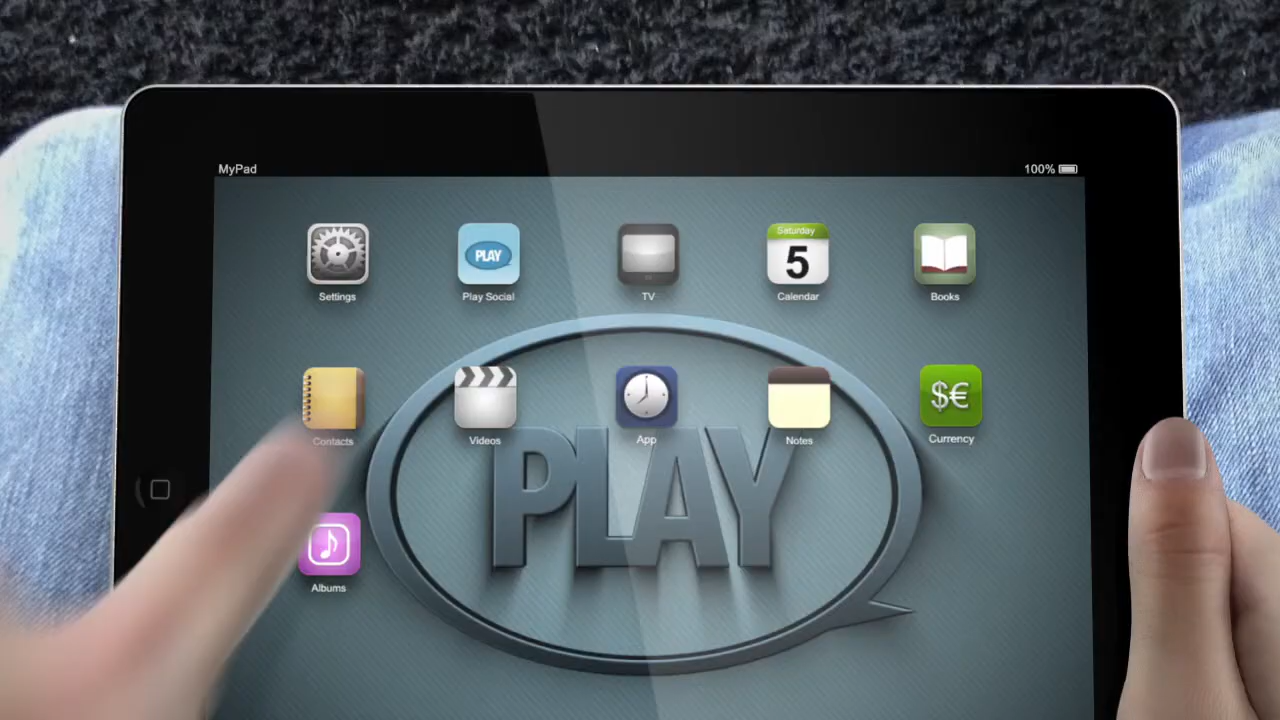 MyPad
100%
Settings
PLAY
Play Social
TV
Saturday
5
Calendar
Books
Contacts
Videos
App
Notes
$€
Currency
PLAY
Albums